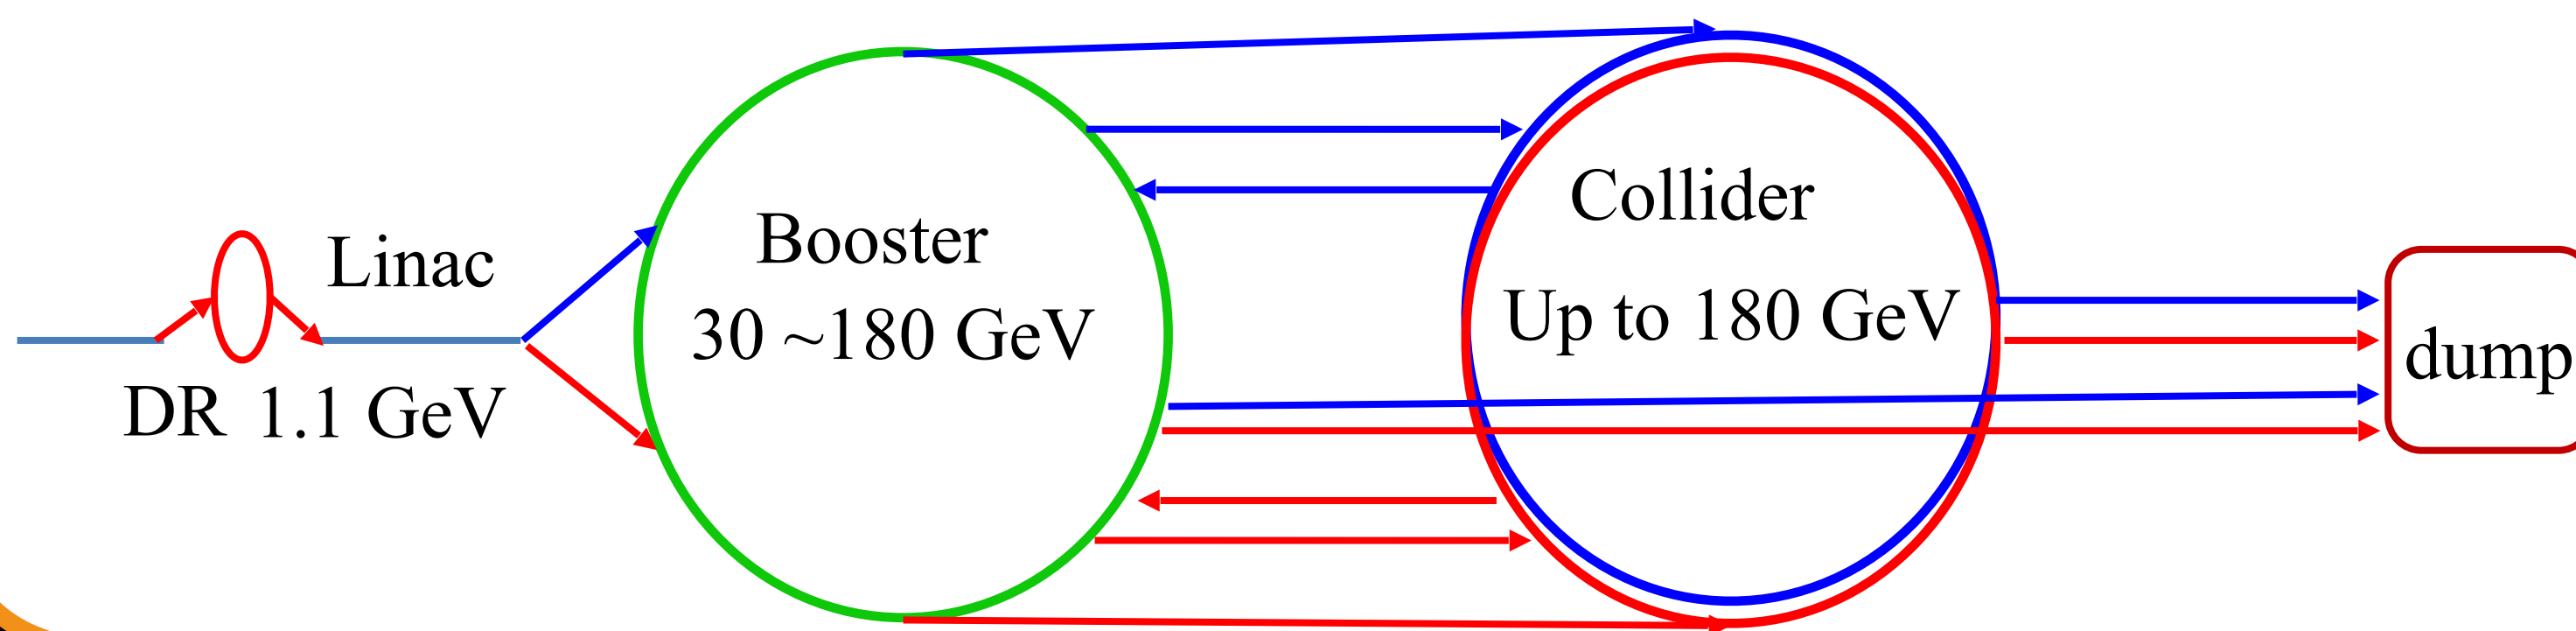 Linac
DR 1.1 GeV
Booster
30 ~180 GeV
Collider
Up to 180 GeV
dump